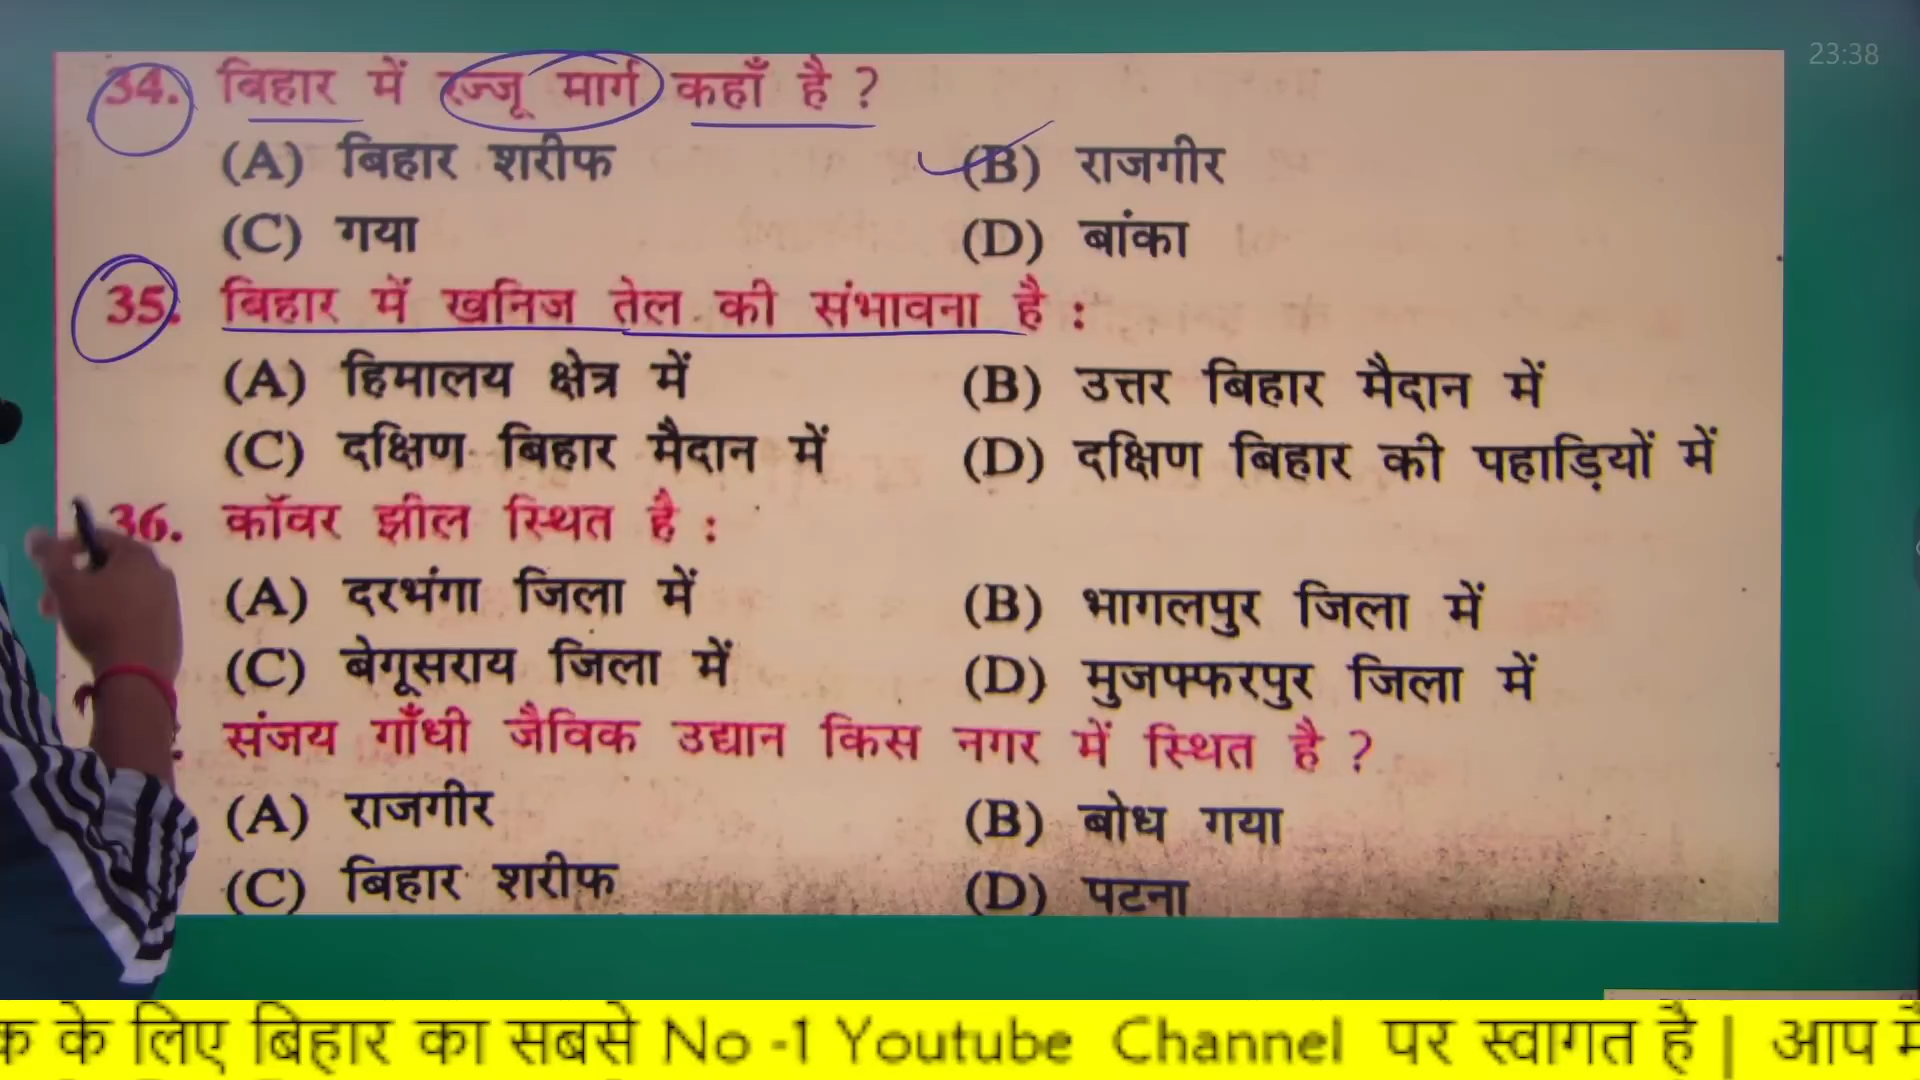 23:38
34. बिहार में रज्जू मार्ग कहाँ है ?
(A) बिहार शरीफ (B) राजगीर
(C) गया (D) बांका
35. बिहार में खनिज तेल की संभावना है :
(A) हिमालय क्षेत्र में (B) उत्तर बिहार मैदान में
(C) दक्षिण बिहार मैदान में (D) दक्षिण बिहार की पहाड़ियों में
36. कॉवर झील स्थित है :
(A) दरभंगा जिला में (B) भागलपुर जिला में
(C) बेगूसराय जिला में (D) मुजफ्फरपुर जिला में
संजय गाँधी जैविक उद्यान किस नगर में स्थित है ?
(A) राजगीर (B) बोध गया
(C) बिहार शरीफ (D) पटना
के लिए बिहार का सबसे No -1 Youtube Channel पर स्वागत है | आप